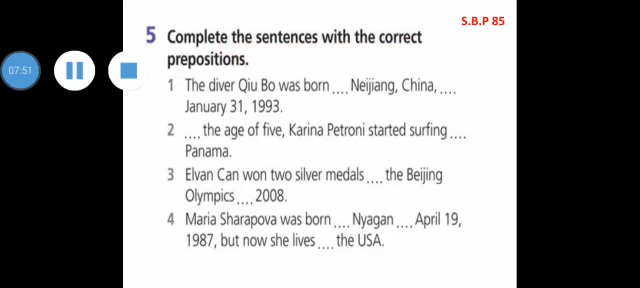 S.B.P 85
5 Complete the sentences with the correct
prepositions.
07:51
1 The diver Qiu Bo was born .... Neijiang, China, ....
January 31, 1993.
2 .... the age of five, Karina Petroni started surfing ....
Panama.
3 Elvan Can won two silver medals .... the Beijing
Olympics .... 2008.
4 Maria Sharapova was born .... Nyagan .... April 19,
1987, but now she lives .... the USA.